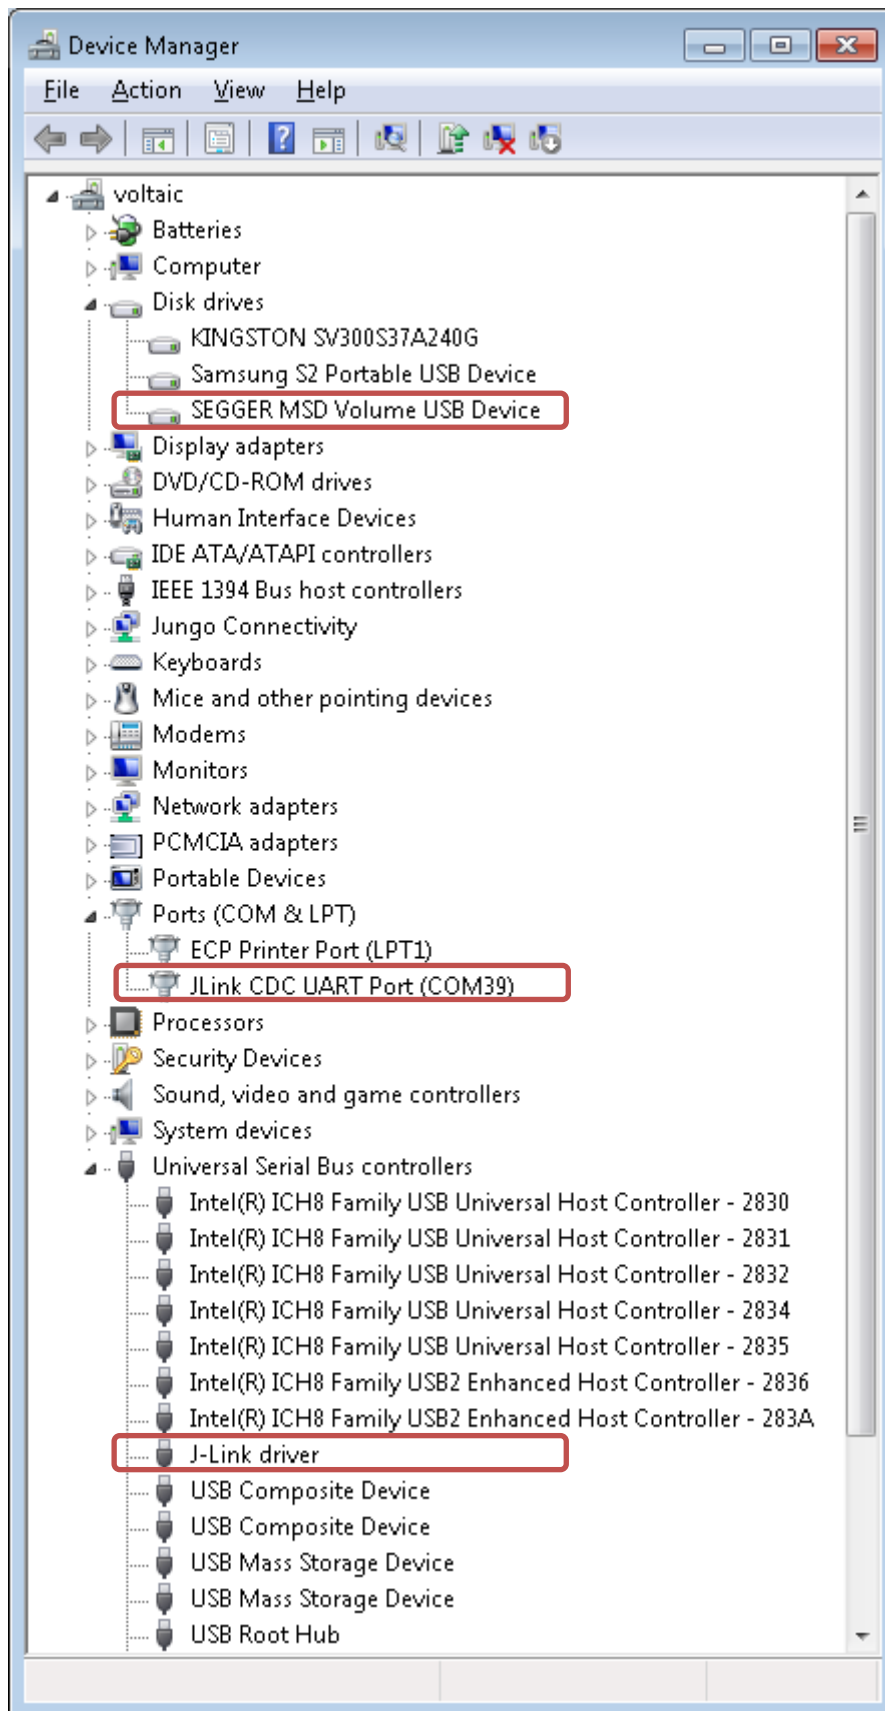 Device Manager
File Action View Help
voltaic
Batteries
Computer
Disk drives
KINGSTON SV300S37A240G
Samsung S2 Portable USB Device
SEGGER MSD Volume USB Device
Display adapters
DVD/CD-ROM drives
Human Interface Devices
IDE ATA/ATAPI controllers
IEEE 1394 Bus host controllers
Jungo Connectivity
Keyboards
Mice and other pointing devices
Modems
Monitors
Network adapters
PCMCIA adapters
Portable Devices
Ports (COM & LPT)
ECP Printer Port (LPT1)
JLink CDC UART Port (COM39)
Processors
Security Devices
Sound, video and game controllers
System devices
Universal Serial Bus controllers
Intel(R) ICH8 Family USB Universal Host Controller - 2830
Intel(R) ICH8 Family USB Universal Host Controller - 2831
Intel(R) ICH8 Family USB Universal Host Controller - 2832
Intel(R) ICH8 Family USB Universal Host Controller - 2834
Intel(R) ICH8 Family USB Universal Host Controller - 2835
Intel(R) ICH8 Family USB2 Enhanced Host Controller - 2836
Intel(R) ICH8 Family USB2 Enhanced Host Controller - 283A
J-Link driver
USB Composite Device
USB Composite Device
USB Mass Storage Device
USB Mass Storage Device
USB Root Hub